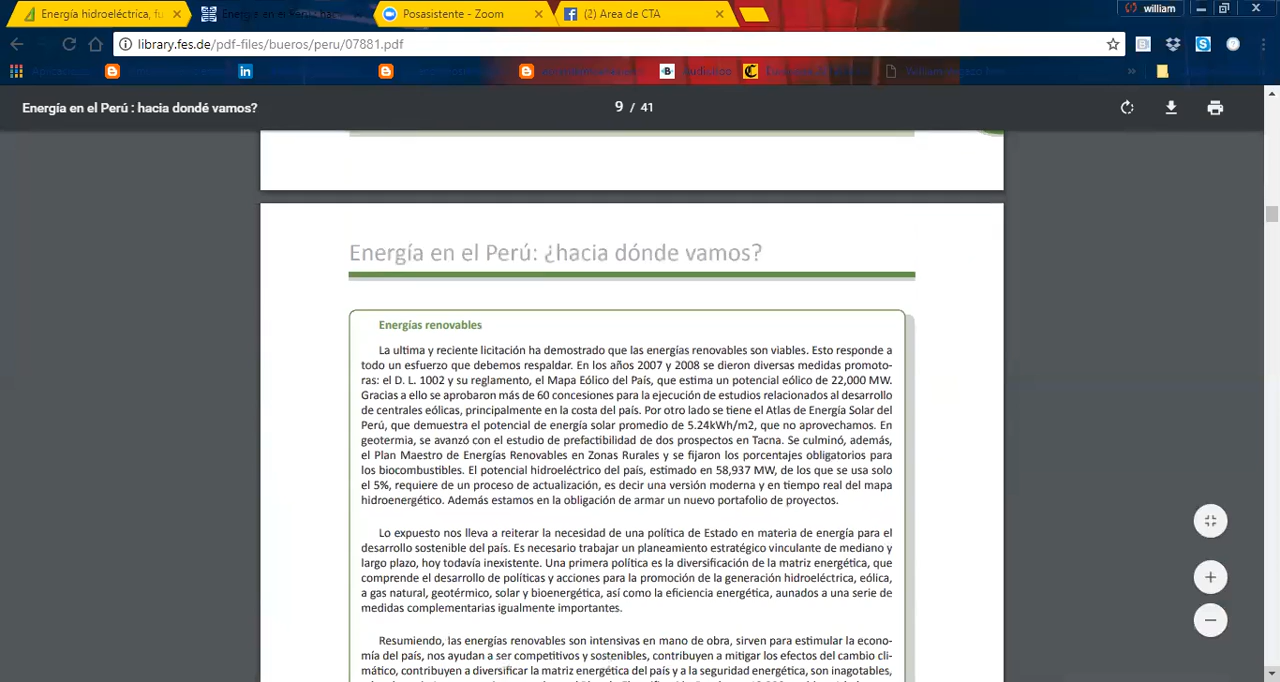 Energía hidroeléctrica, fu
Energía en el Perú: hac
Posasistente - Zoom
(2) Area de CTA
william
library.fes.de/pdf-files/bueros/peru/07881.pdf
Energía en el Perú : hacia dondé vamos?
9 / 41
Energía en el Perú: ¿hacia dónde vamos?
Energías renovables
La ultima y reciente licitación ha demostrado que las energías renovables son viables. Esto responde a
todo un esfuerzo que debemos respaldar. En los años 2007 y 2008 se dieron diversas medidas promoto-
ras: el D. L. 1002 y su reglamento, el Mapa Eólico del País, que estima un potencial eólico de 22,000 MW.
Gracias a ello se aprobaron más de 60 concesiones para la ejecución de estudios relacionados al desarrollo
de centrales eólicas, principalmente en la costa del país. Por otro lado se tiene el Atlas de Energía Solar del
Perú, que demuestra el potencial de energía solar promedio de 5.24kWh/m2, que no aprovechamos. En
geotermia, se avanzó con el estudio de prefactibilidad de dos prospectos en Tacna. Se culminó, además,
el Plan Maestro de Energías Renovables en Zonas Rurales y se fijaron los porcentajes obligatorios para
los biocombustibles. El potencial hidroeléctrico del país, estimado en 58,937 MW, de los que se usa solo
el 5%, requiere de un proceso de actualización, es decir una versión moderna y en tiempo real del mapa
hidroenergético. Además estamos en la obligación de armar un nuevo portafolio de proyectos.
Lo expuesto nos lleva a reiterar la necesidad de una política de Estado en materia de energía para el
desarrollo sostenible del país. Es necesario trabajar un planeamiento estratégico vinculante de mediano y
largo plazo, hoy todavía inexistente. Una primera política es la diversificación de la matriz energética, que
comprende el desarrollo de políticas y acciones para la promoción de la generación hidroeléctrica, eólica,
a gas natural, geotérmico, solar y bioenergética, así como la eficiencia energética, aunados a una serie de
medidas complementarias igualmente importantes.
Resumiendo, las energías renovables son intensivas en mano de obra, sirven para estimular la econo-
mía del país, nos ayudan a ser competitivos y sostenibles, contribuyen a mitigar los efectos del cambio cli-
mático, contribuyen a diversificar la matriz energética del país y a la seguridad energética, son inagotables,